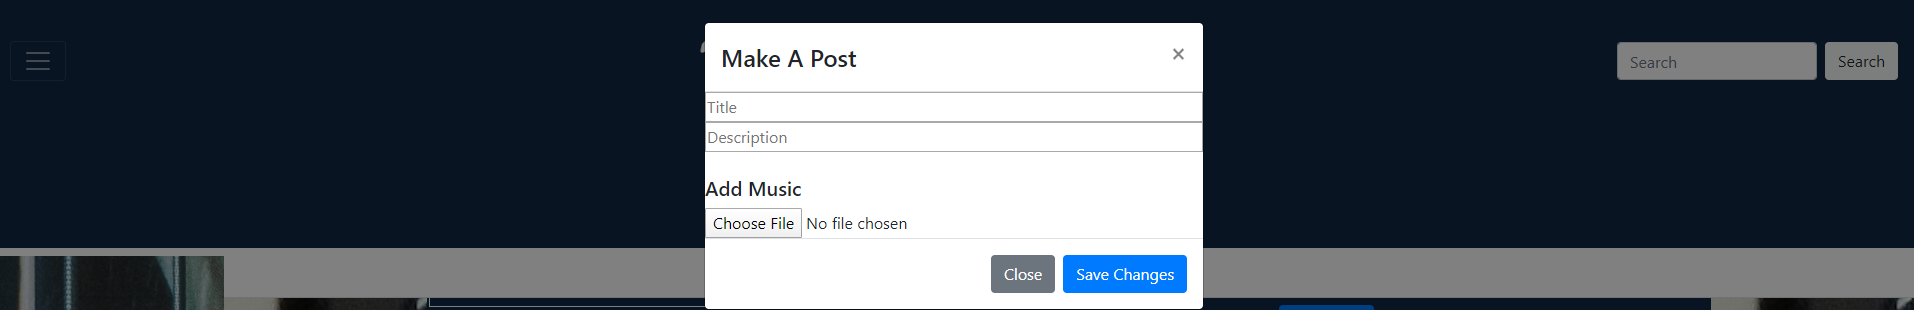 Make A Post ×
Search Search
Title
Description
Add Music
Choose File No file chosen
Close Save Changes